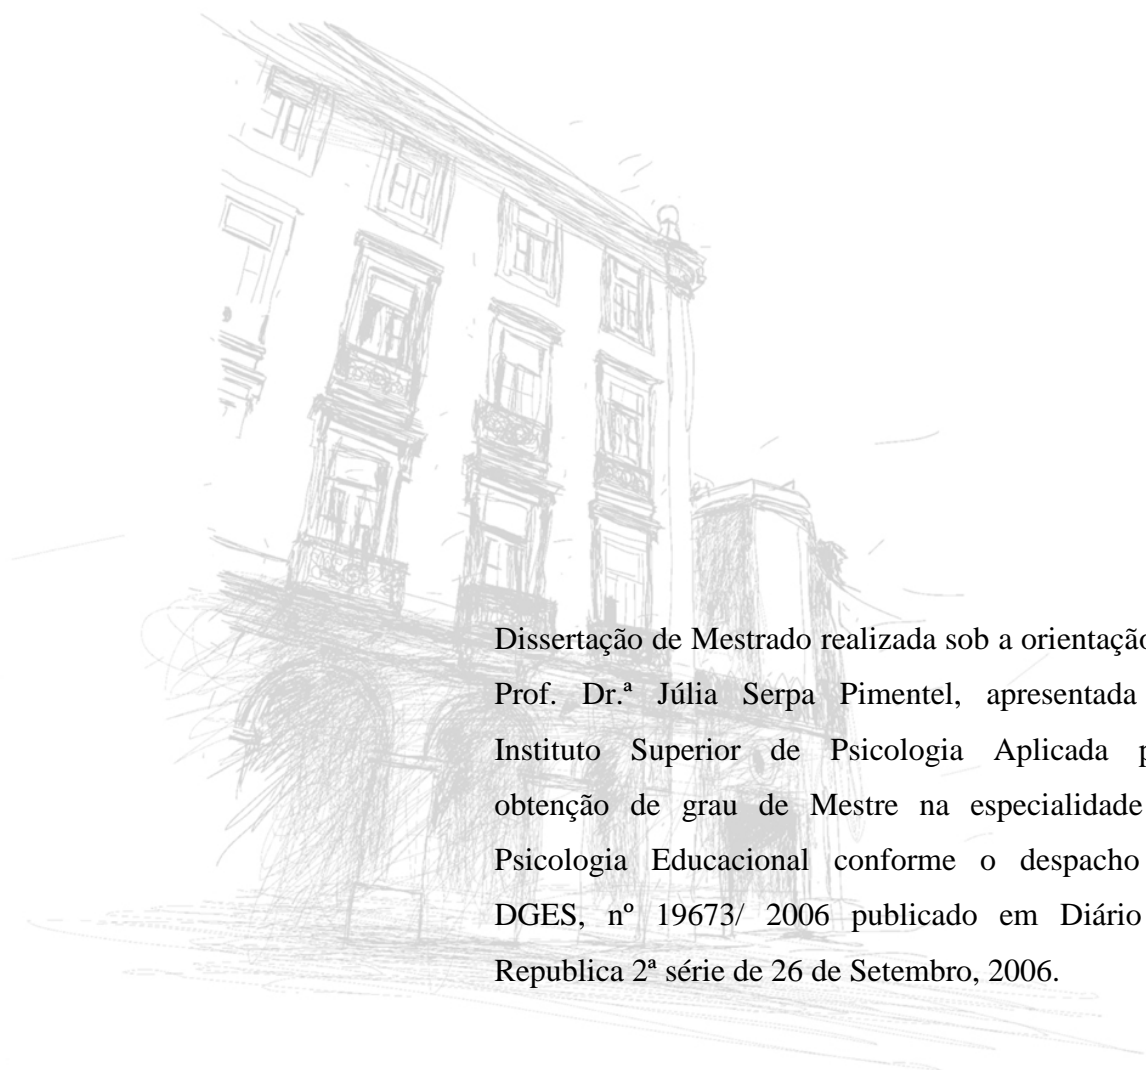 Dissertação de Mestrado realizada sob a orientação
Prof. Dr.ª Júlia Serpa Pimentel, apresentada
Instituto Superior de Psicologia Aplicada p
obtenção de grau de Mestre na especialidade
Psicologia Educacional conforme o despacho
DGES, nº 19673/ 2006 publicado em Diário
Republica 2ª série de 26 de Setembro, 2006.